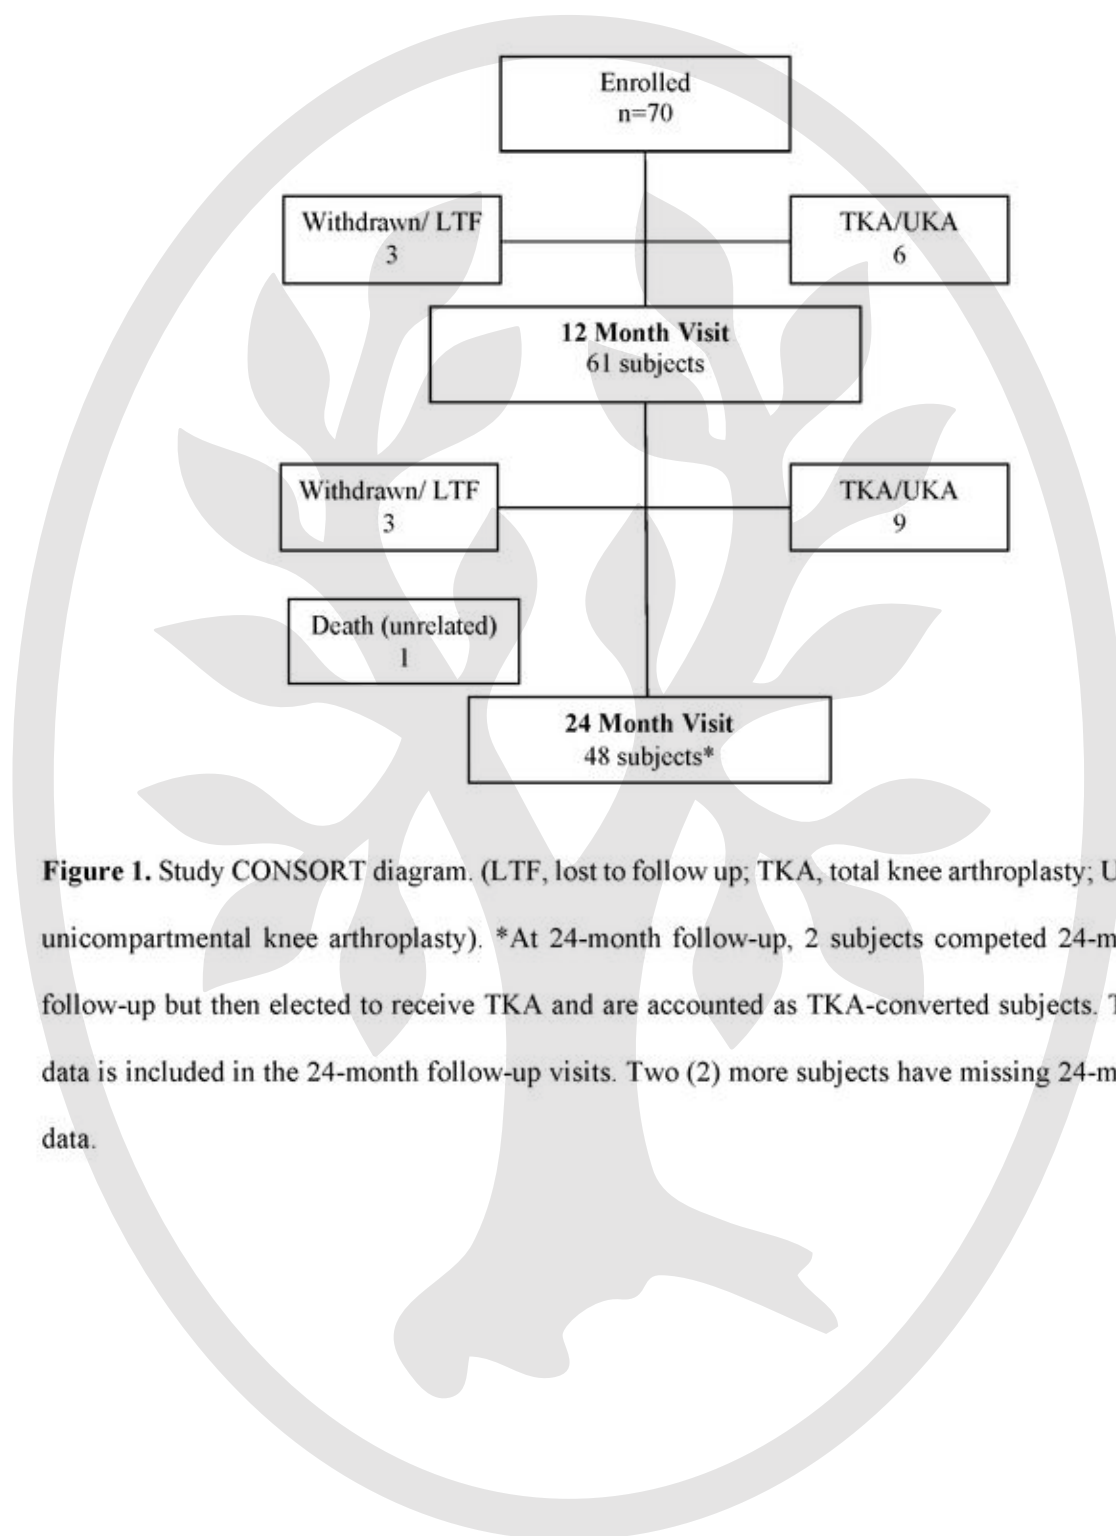 Enrolled
n=70
Withdrawn/ LTF
3
TKA/UKA
6
12 Month Visit
61 subjects
Withdrawn/ LTF
3
TKA/UKA
9
Death (unrelated)
1
24 Month Visit
48 subjects*
Figure 1. Study CONSORT diagram. (LTF, lost to follow up; TKA, total knee arthroplasty;
unicompartmental knee arthroplasty). *At 24-month follow-up, 2 subjects competed
follow-up but then elected to receive TKA and are accounted as TKA-converted subjects.
data is included in the 24-month follow-up visits. Two (2) more subjects have missing
data.